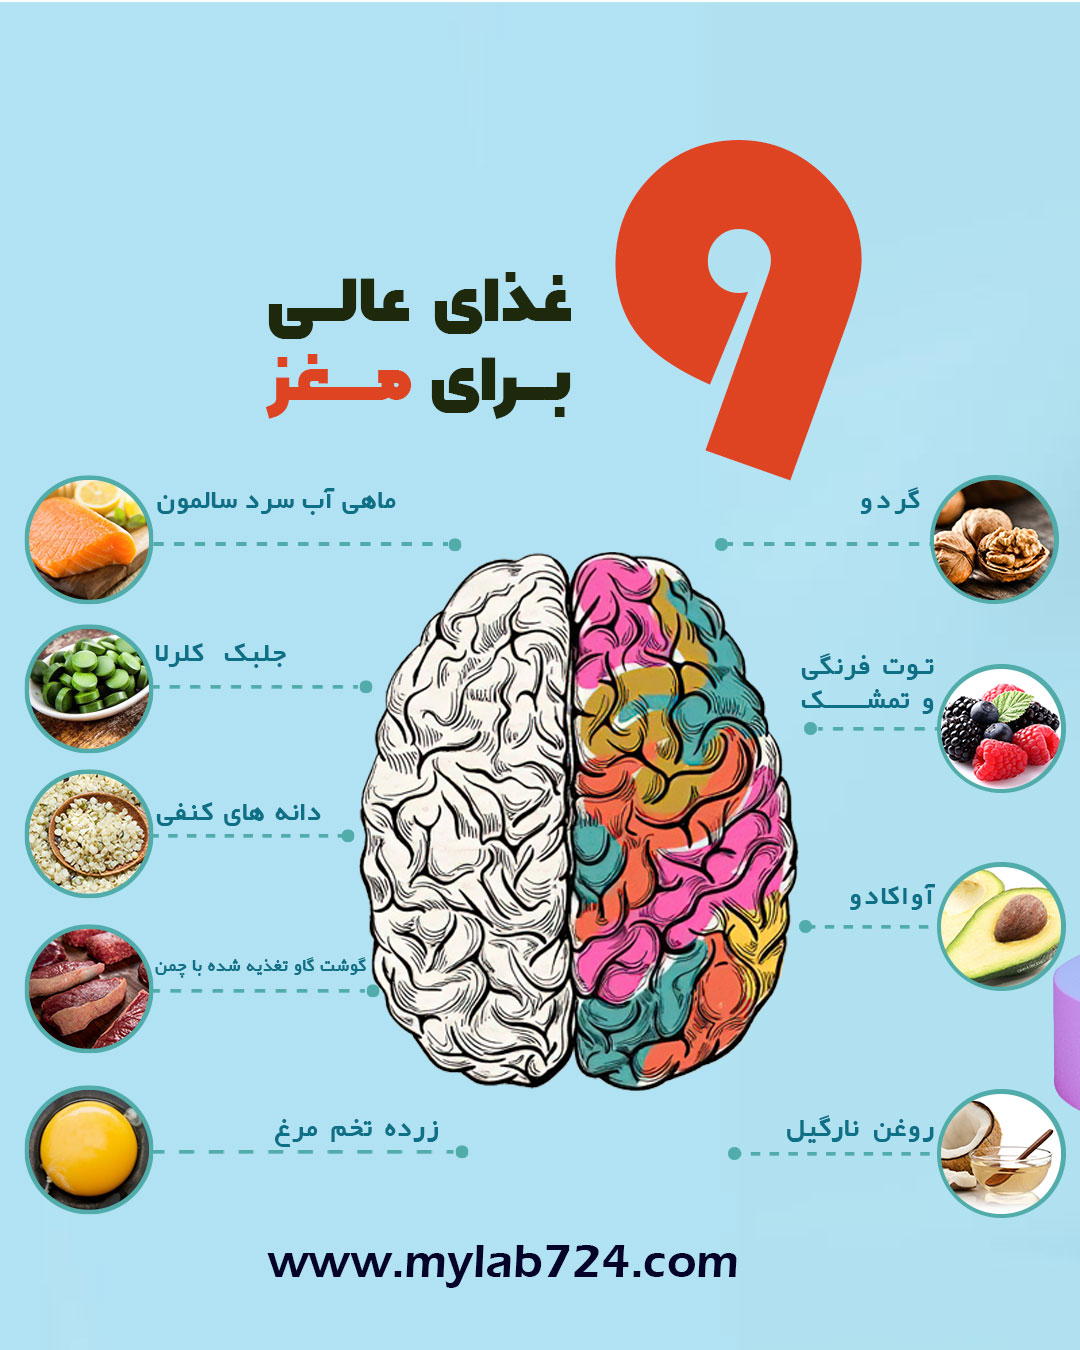 ۹
غذای عالی
برای مغز
گردو
توت فرنگی
و تمشک
آواکادو
روغن نارگیل
ماهی آب سرد سالمون
جلبک کلرلا
دانه های کنفی
گوشت گاو تغذیه شده با چمن
زرده تخم مرغ
www.mylab724.com